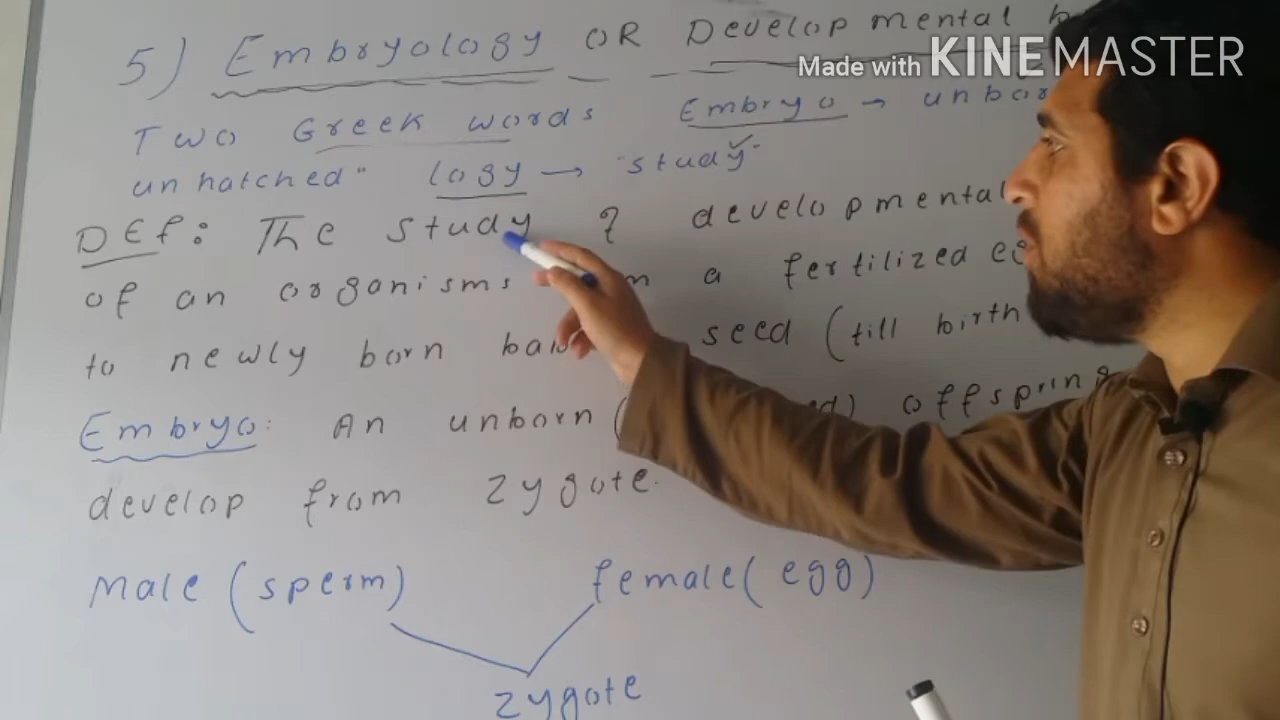 5) Embryology OR Developmental
Made with KINEMASTER
Two Greek words Embryo → unbor
unhatched" logy → "study"
DEf: The study of developmental
of an organisms a fertilized
to newly born seed (till birth
Embryo: An unborn ( offspring
develop from zygote.
Male (sperm) female (egg)
zygote